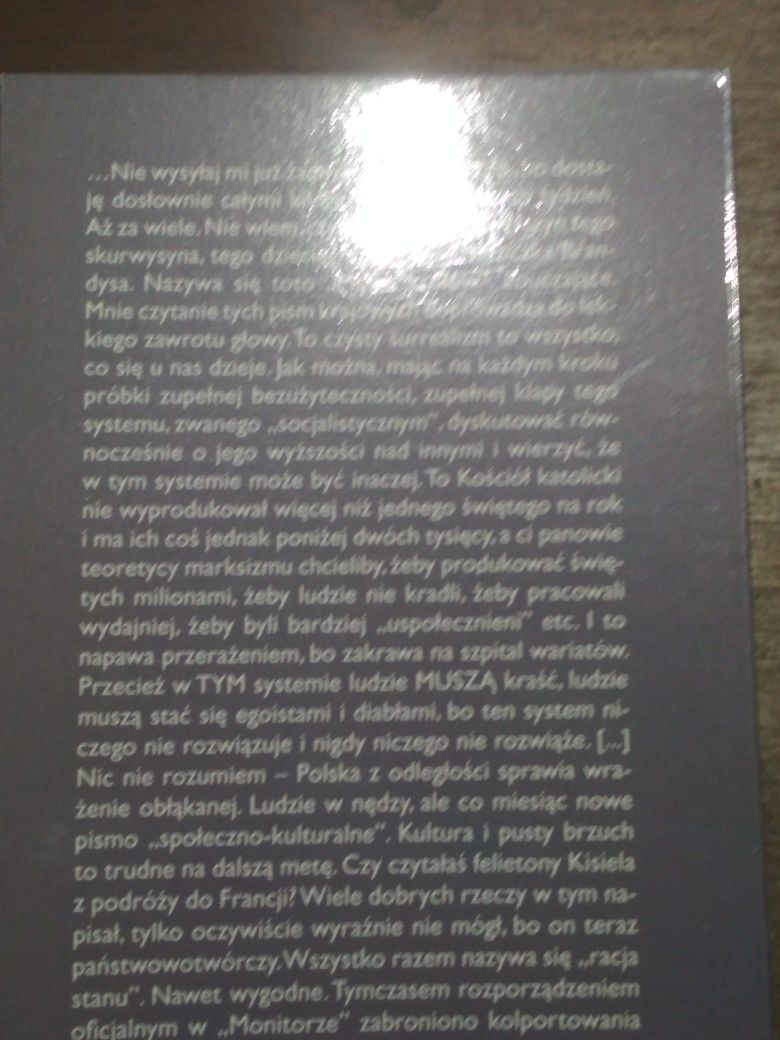 ...Nie wysyłaj mi już dosta-
ję dosłownie całymi tydzień.
Aż za wiele. Nie wiem, tego
skurwysyna, tego Bran-
dysa. Nazywa się toto
Mnie czytanie tych pism krajowych doprowadza do lek-
kiego zawrotu głowy. To czysty surrealizm to wszystko,
co się u nas dzieje. Jak można, mając na każdym kroku
próbki zupełnej bezużyteczności, zupełnej klapy tego
systemu, zwanego „socjalistycznym”, dyskutować rów-
nocześnie o jego wyższości nad innymi i wierzyć, że
w tym systemie może być inaczej. To Kościół katolicki
nie wyprodukował więcej niż jednego świętego na rok
i ma ich coś jednak poniżej dwóch tysięcy, a ci panowie
teoretycy marksizmu chcieliby, żeby produkować świę-
tych milionami, żeby ludzie nie kradli, żeby pracowali
wydajniej, żeby byli bardziej „uspołecznieni” etc. I to
napawa przerażeniem, bo zakrawa na szpital wariatów.
Przecież w TYM systemie ludzie MUSZĄ kraść, ludzie
muszą stać się egoistami i diabłami, bo ten system ni-
czego nie rozwiązuje i nigdy niczego nie rozwiąże. [...]
Nic nie rozumiem – Polska z odległości sprawia wra-
żenie obłąkanej. Ludzie w nędzy, ale co miesiąc nowe
pismo „społeczno-kulturalne”. Kultura i pusty brzuch
to trudne na dalszą metę. Czy czytałaś felietony Kisiela
z podróży do Francji? Wiele dobrych rzeczy w tym na-
pisał, tylko oczywiście wyraźnie nie mógł, bo on teraz
państwowotwórczy. Wszystko razem nazywa się „racja
stanu”. Nawet wygodne. Tymczasem rozporządzeniem
oficjalnym w „Monitorze” zabroniono kolportowania